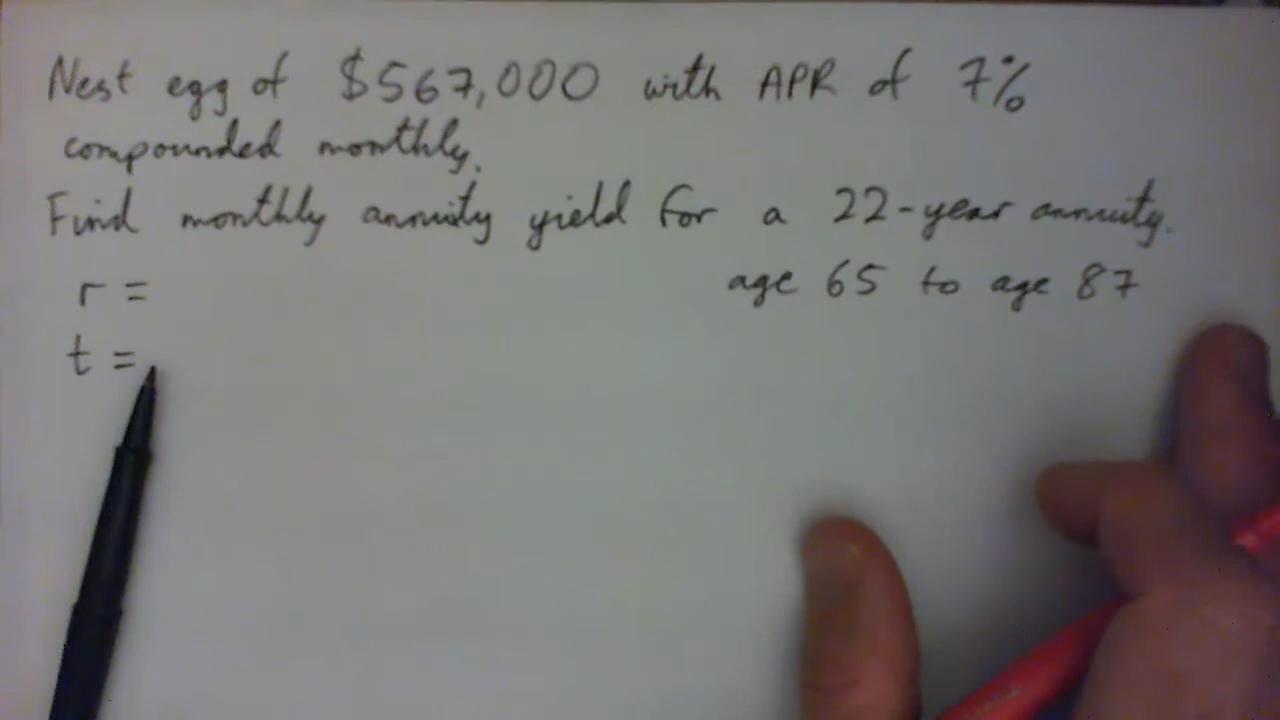 Nest egg of $567,000 with APR of 7%
compounded monthly.
Find monthly annuity yield for a 22-year annuity.
r = age 65 to age 87
t =